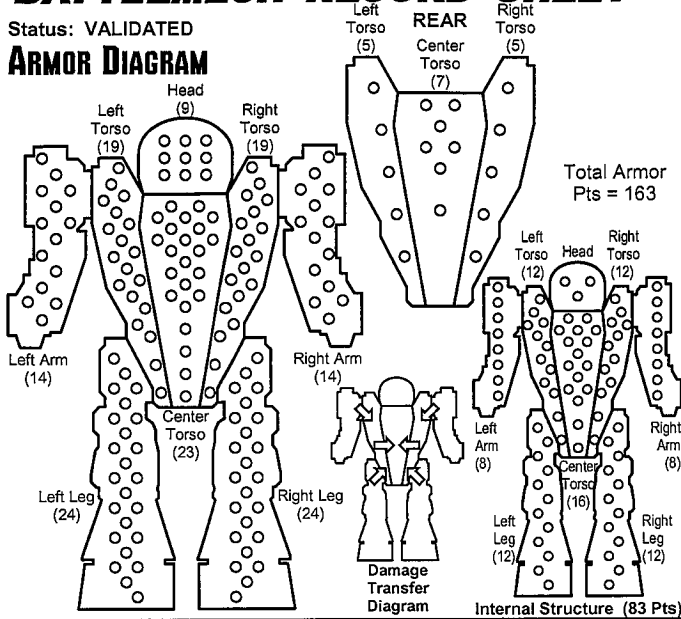 Status: VALIDATED
ARMOR DIAGRAM
Head
(9)
Left
Torso
(19)
Right
Torso
(19)
Left Arm
(14)
Right Arm
(14)
Center
Torso
(23)
Left Leg
(24)
Right Leg
(24)
REAR
Left
Torso
(5)
Center
Torso
(7)
Right
Torso
(5)
Total Armor
Pts = 163
Left
Torso
(12)
Head
Right
Torso
(12)
Left
Arm
(8)
Right
Arm
(8)
Center
Torso
(16)
Left
Leg
(12)
Right
Leg
(12)
Damage
Transfer
Diagram
Internal Structure (83 Pts)